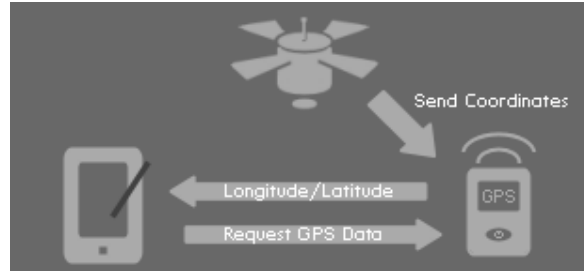 Send Coordinates
Longitude/Latitude
GPS
Request GPS Data